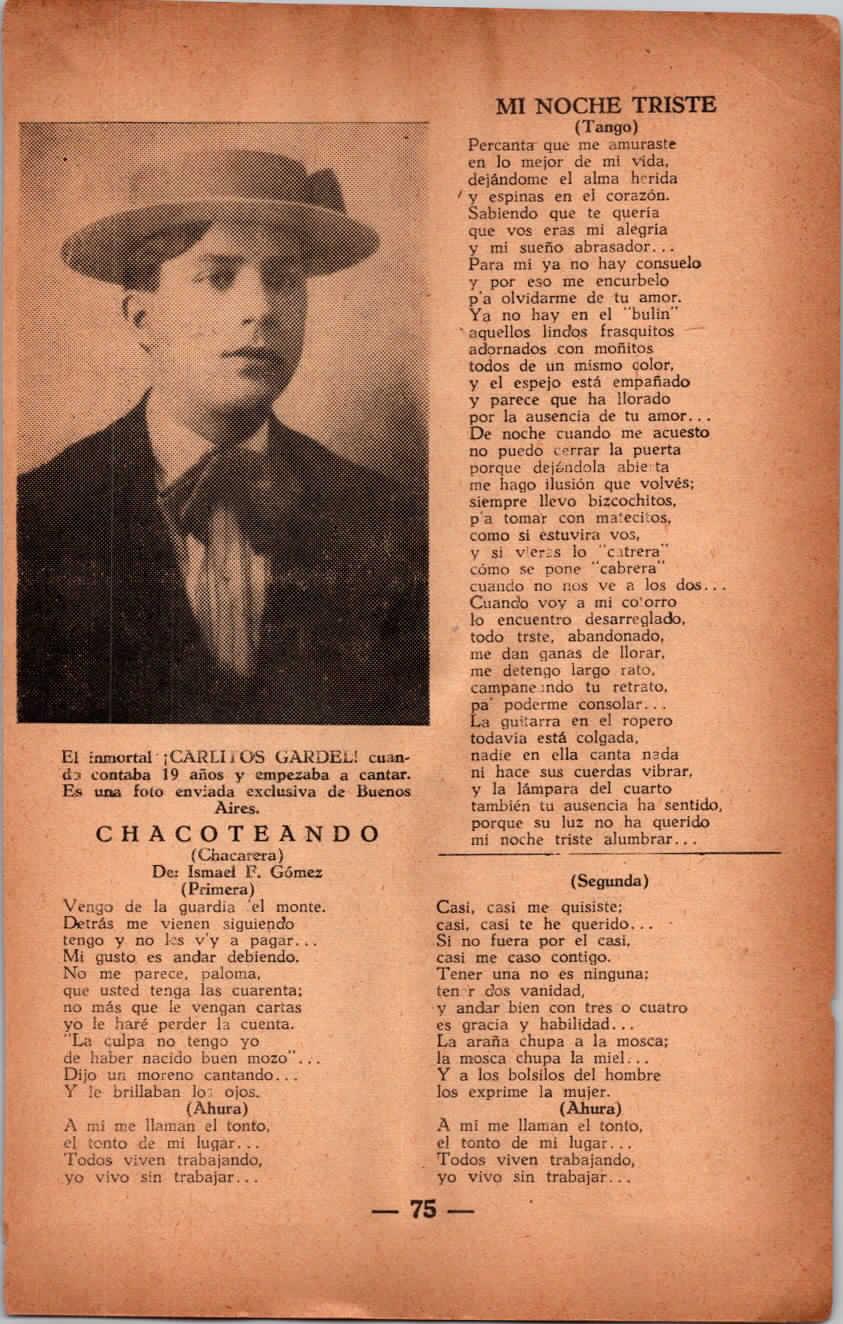 MI NOCHE TRISTE
(Tango)
Percanta que me amuraste
en lo mejor de mi vida,
dejándome el alma herida
y espinas en el corazón.
Sabiendo que te quería
que vos eras mi alegría
y mi sueño abrasador...
Para mi ya no hay consuelo
y por eso me encurbelo
p'a olvidarme de tu amor.
Ya no hay en el "bulin"
aquellos lindos frasquitos
adornados con moñitos
todos de un mismo color,
y el espejo está empañado
y parece que ha llorado
por la ausencia de tu amor...
De noche cuando me acuesto
no puedo cerrar la puerta
porque dejándola abierta
me hago ilusión que volvés;
siempre llevo bizcochitos,
p'a tomar con matecitos,
como si estuvira vos,
y si vieras lo "catrera"
cómo se pone "cabrera"
cuando no nos ve a los dos...
Cuando voy a mi cotorro
lo encuentro desarreglado,
todo trste, abandonado,
me dan ganas de llorar,
me detengo largo rato,
campaneando tu retrato,
pa' poderme consolar...
La guitarra en el ropero
todavía está colgada,
nadie en ella canta nada
ni hace sus cuerdas vibrar,
y la lámpara del cuarto
también tu ausencia ha sentido,
porque su luz no ha querido
mi noche triste alumbrar...
El inmortal ¡CARLITOS GARDEL! cuan-
do contaba 19 años y empezaba a cantar.
Es una foto enviada exclusiva de Buenos
Aires.
CHACOTEANDO
(Chacarera)
De: Ismael F. Gómez
(Primera)
Vengo de la guardia 'el monte.
Detrás me vienen siguiendo
tengo y no les v'y a pagar...
Mi gusto es andar debiendo.
No me parece, paloma,
que usted tenga las cuarenta;
no más que le vengan cartas
yo le haré perder la cuenta.
"La culpa no tengo yo
de haber nacido buen mozo"...
Dijo un moreno cantando...
Y le brillaban los ojos.
(Ahura)
A mí me llaman el tonto,
el tonto de mi lugar...
Todos viven trabajando,
yo vivo sin trabajar...
(Segunda)
Casi, casi me quisiste;
casi, casi te he querido...
Si no fuera por el casi,
casi me caso contigo.
Tener una no es ninguna;
tener dos vanidad,
y andar bien con tres o cuatro
es gracia y habilidad...
La araña chupa a la mosca;
la mosca chupa la miel...
Y a los bolsilos del hombre
los exprime la mujer.
(Ahura)
A mí me llaman el tonto,
el tonto de mi lugar...
Todos viven trabajando,
yo vivo sin trabajar...
— 75 —